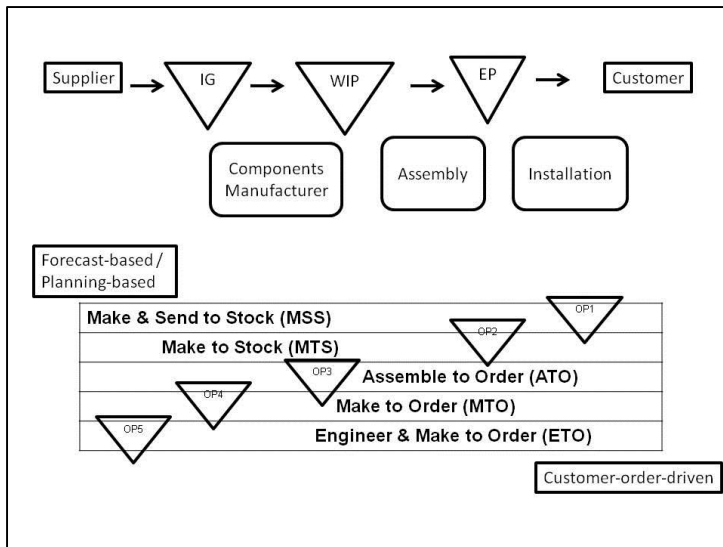 Supplier
IG
WIP
EP
Customer
Components
Manufacturer
Assembly
Installation
Forecast-based /
Planning-based
OP1
Make & Send to Stock (MSS)
OP2
Make to Stock (MTS)
OP3
Assemble to Order (ATO)
OP4
Make to Order (MTO)
OP5
Engineer & Make to Order (ETO)
Customer-order-driven